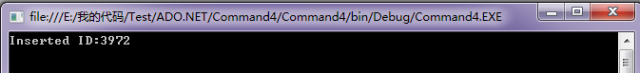 file:///E:/我的代码/Test/ADO.NET/Command4/Command4/bin/Debug/Command4.EXE
Inserted ID:3972